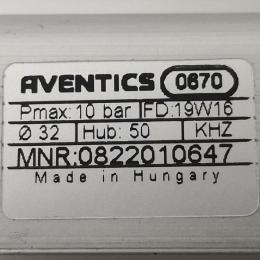 AVENTICS 0670
Pmax: 10 bar FD:19W16
Ø 32 Hub: 50 KHZ
MNR:0822010647
Made in Hungary